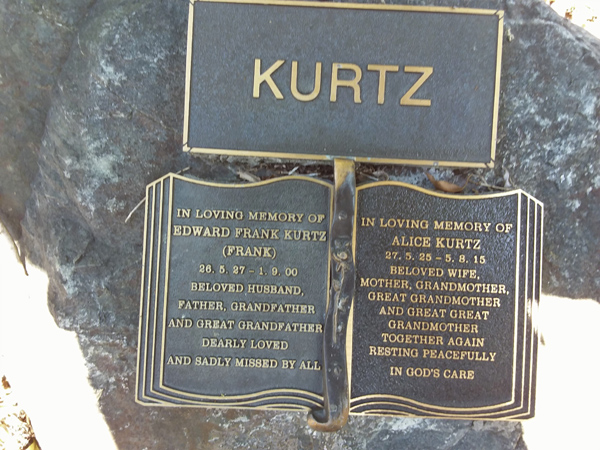 KURTZ
IN LOVING MEMORY OF
EDWARD FRANK KURTZ
(FRANK)
26. 5. 27 - 1. 9. 00
BELOVED HUSBAND,
FATHER, GRANDFATHER
AND GREAT GRANDFATHER
DEARLY LOVED
AND SADLY MISSED BY ALL
IN LOVING MEMORY OF
ALICE KURTZ
27. 5. 25 - 5. 8. 15
BELOVED WIFE,
MOTHER, GRANDMOTHER,
GREAT GRANDMOTHER
AND GREAT GREAT
GRANDMOTHER
TOGETHER AGAIN
RESTING PEACEFULLY
IN GOD'S CARE